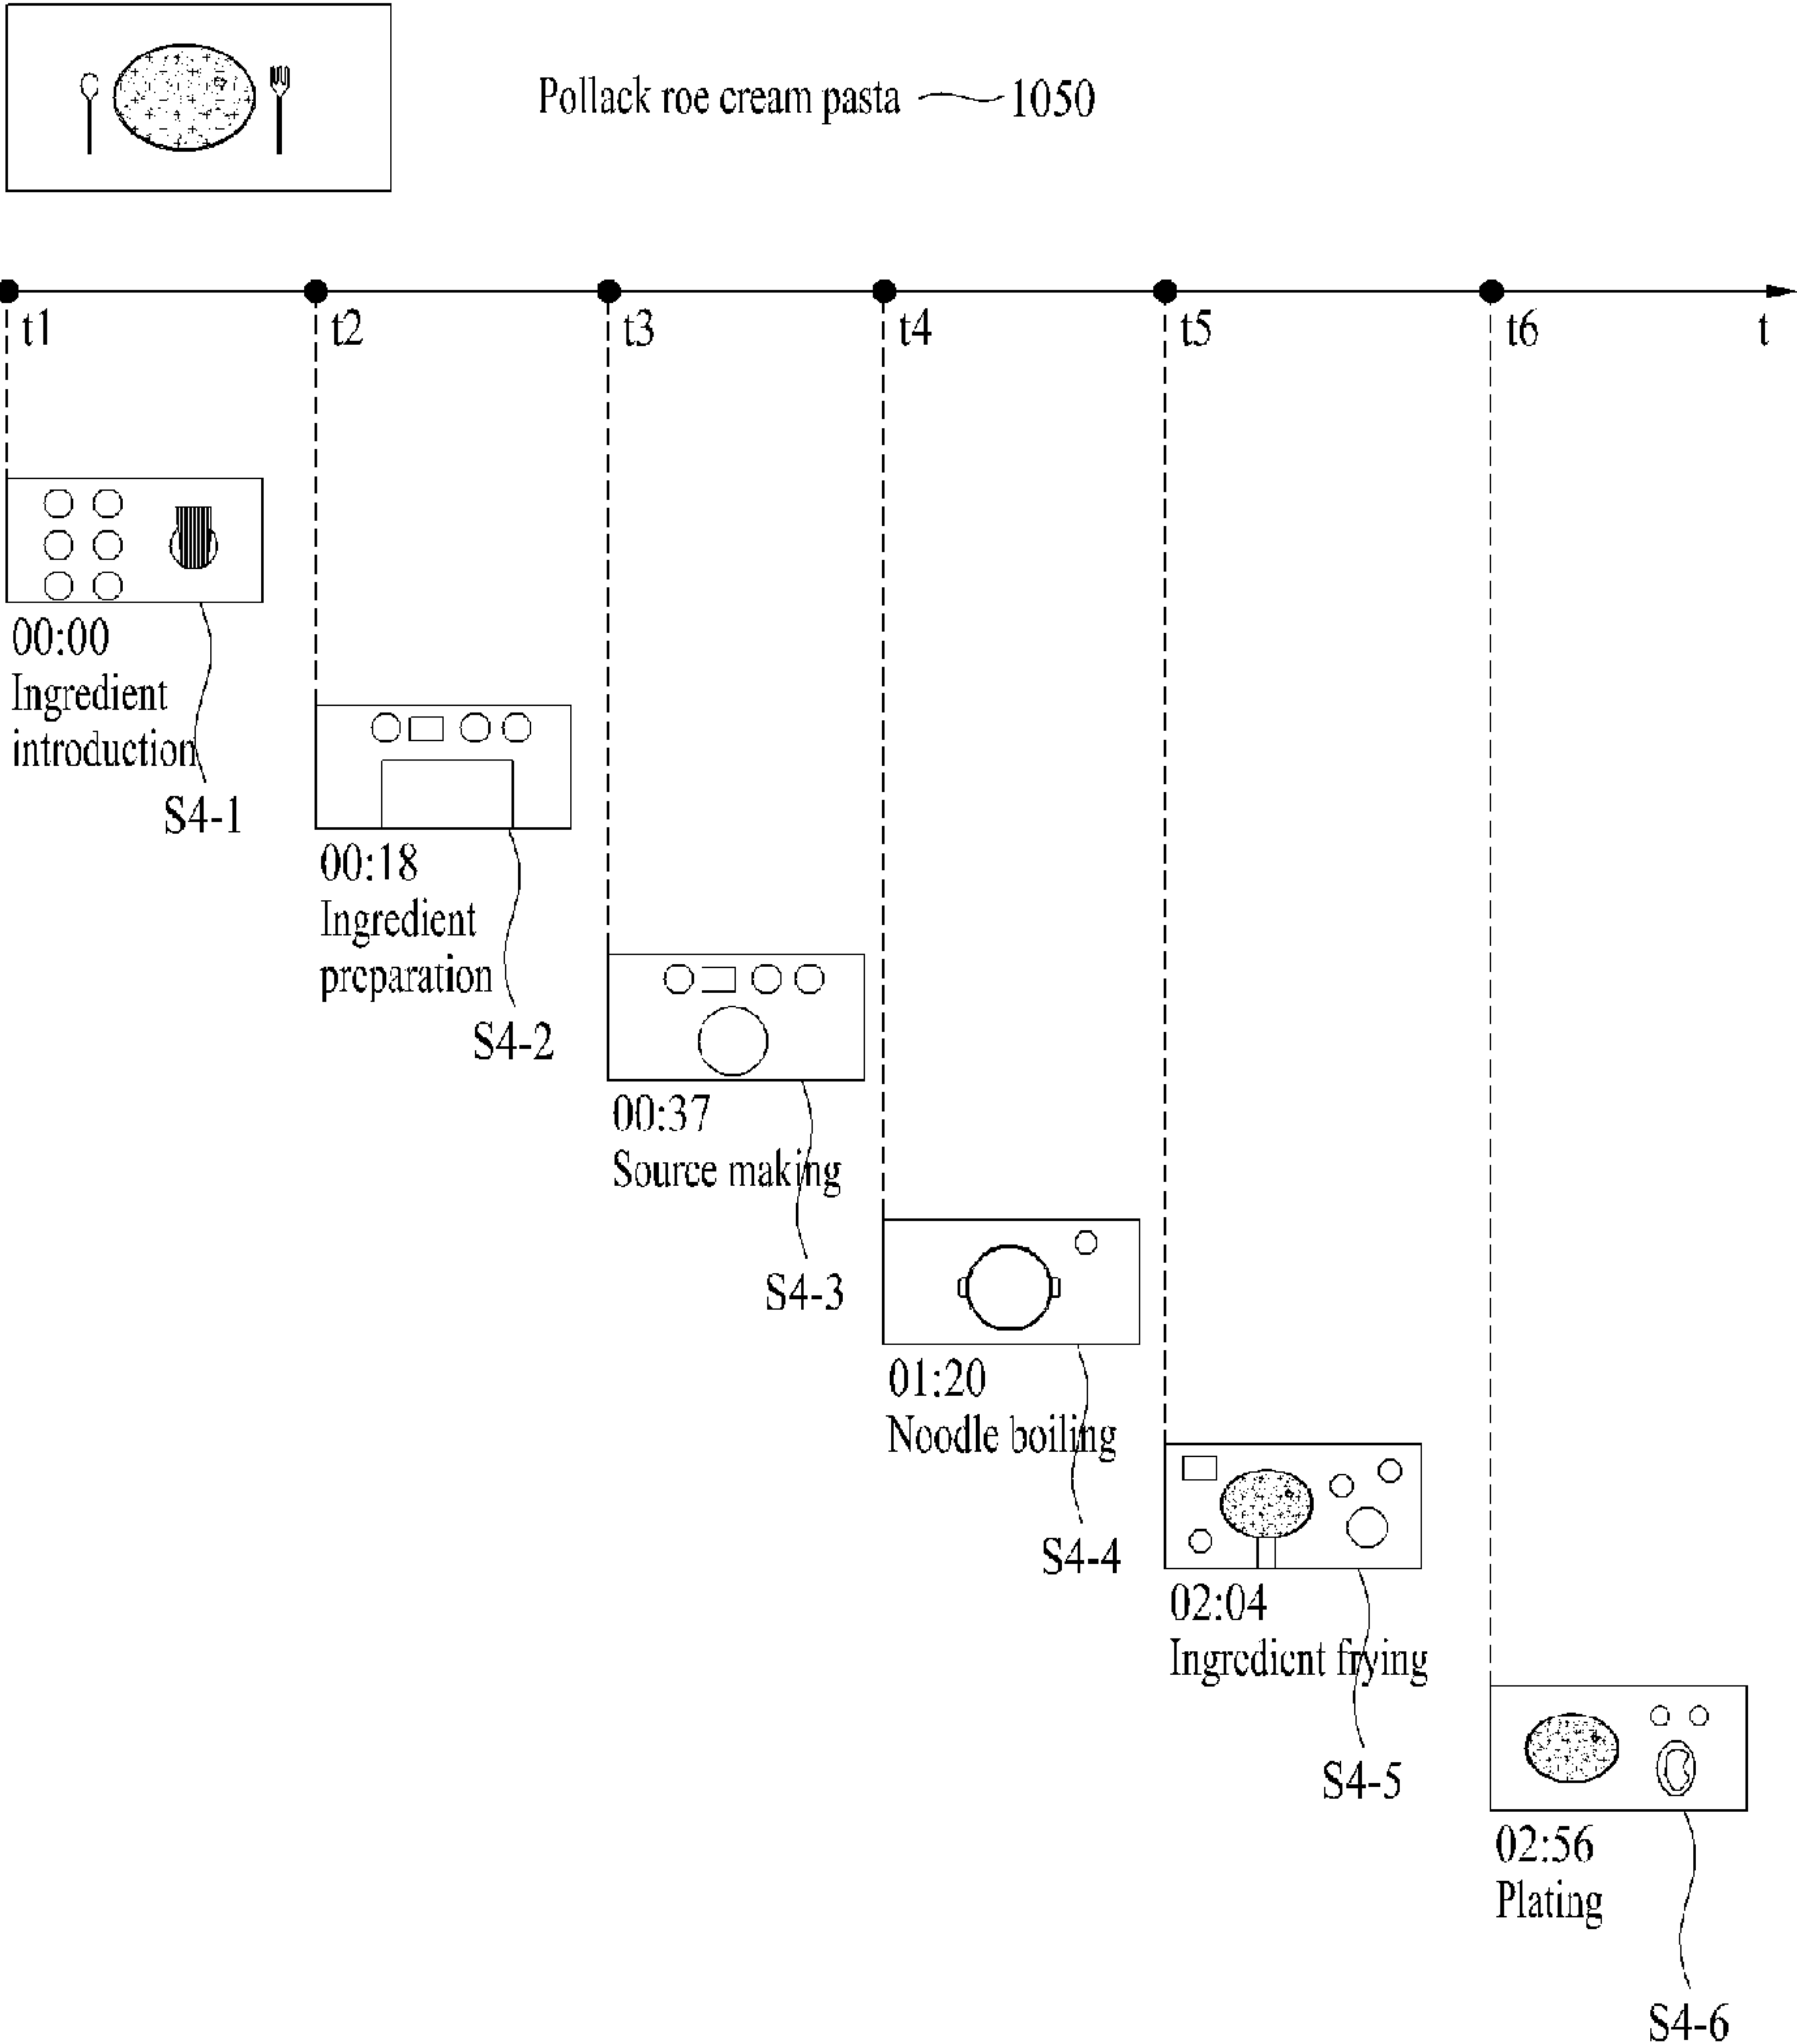 Pollack roe cream pasta 1050
t1 t2 t3 t4 t5 t6 t
00:00
Ingredient
introduction
S4-1
00:18
Ingredient
preparation
S4-2
00:37
Source making
S4-3
01:20
Noodle boiling
S4-4
02:04
Ingredient frying
S4-5
02:56
Plating
S4-6